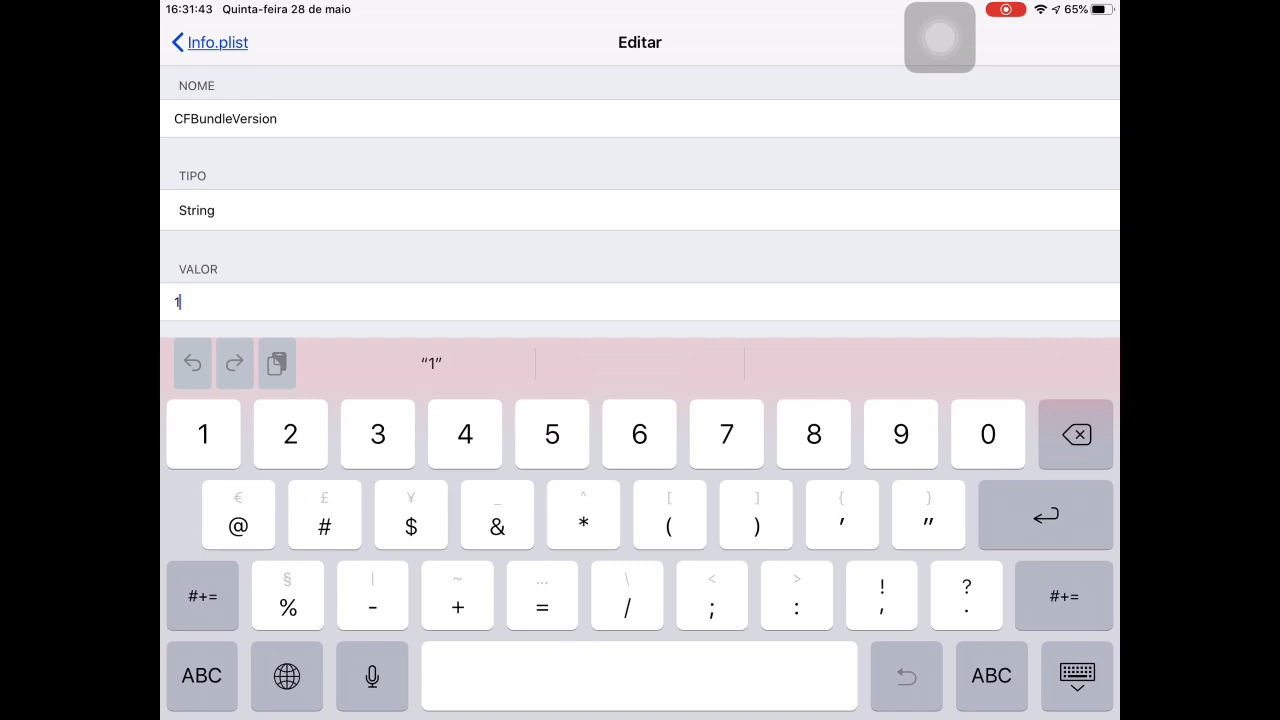 16:31:43 Quinta-feira 28 de maio 65%
Info.plist Editar
NOME
CFBundleVersion
TIPO
String
VALOR
1
“1”
1 2 3 4 5 6 7 8 9 0
€ £ ¥ _ ^ [ ] { }
@ # $ & * ( ) ' "
§ | ~ … \ < > ! ?
#+= % - + = / ; : , . #+=
ABC ABC